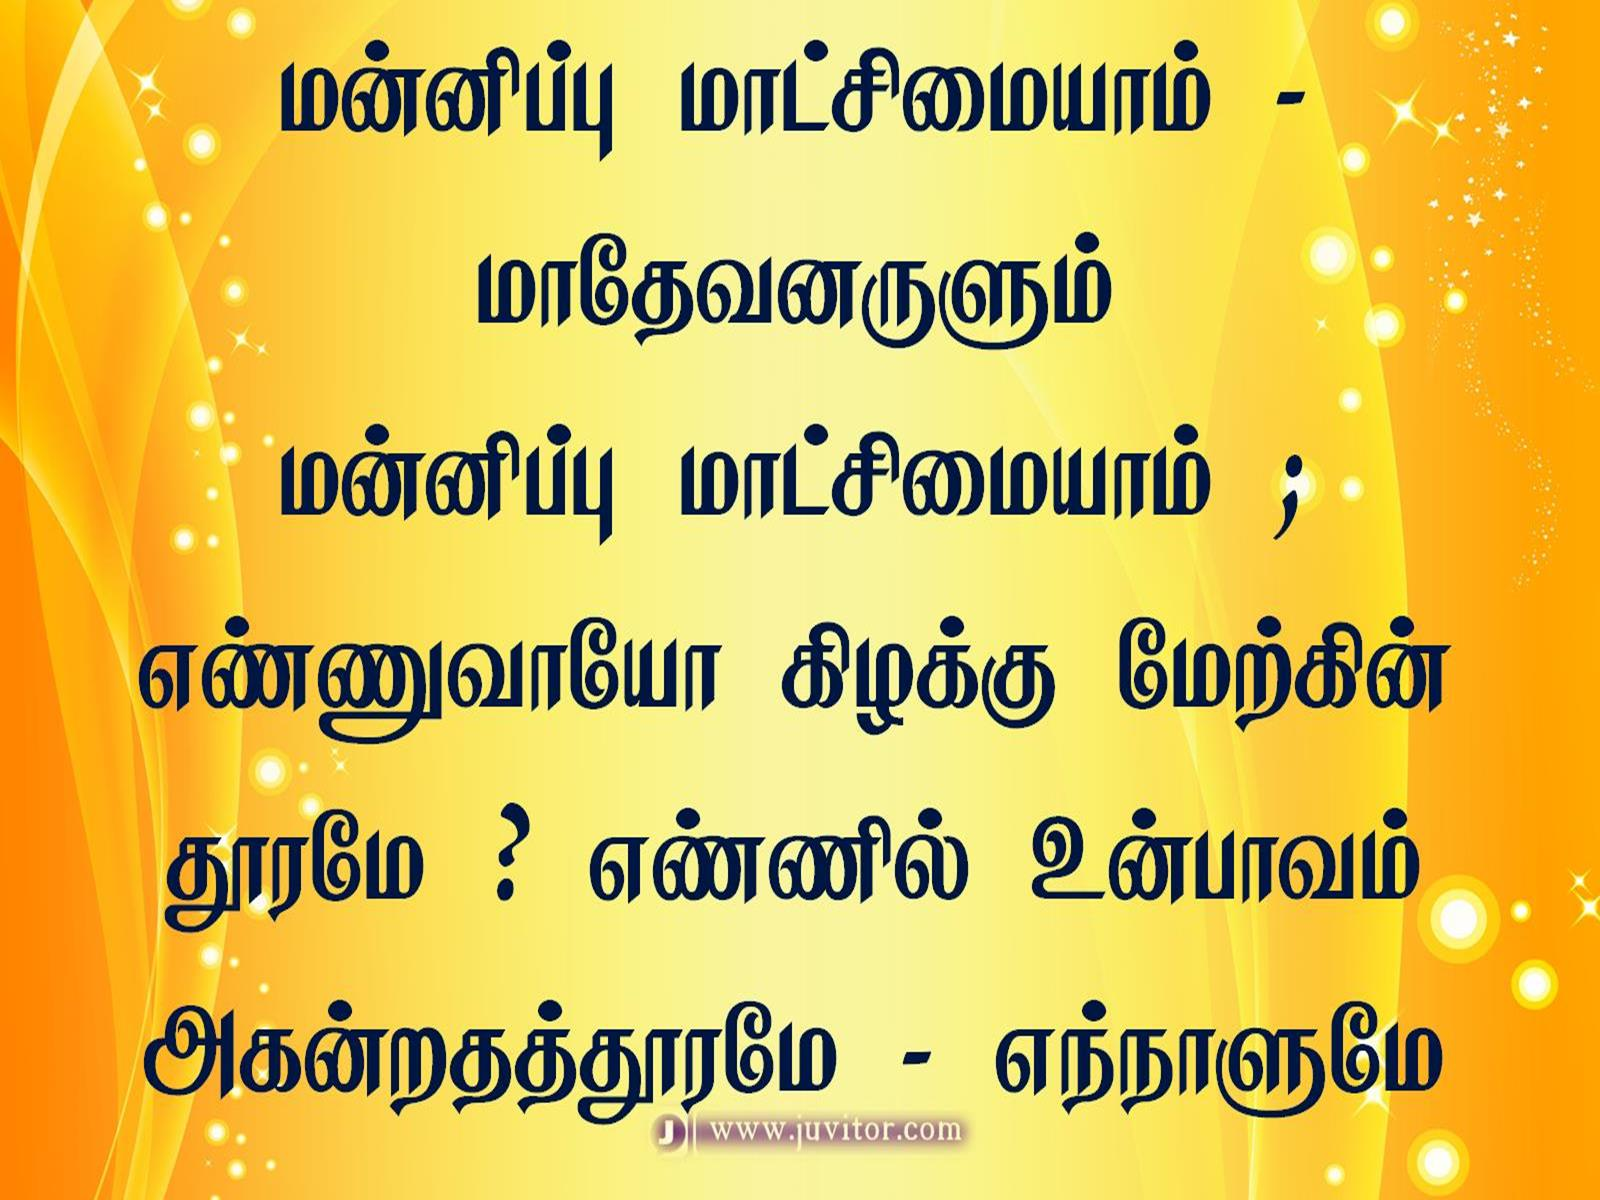 மன்னிப்பு மாட்சிமையாம் -
மாதேவனருளும்
மன்னிப்பு மாட்சிமையாம் ;
எண்ணுவாயோ கிழக்கு மேற்கின்
தூரமே ? எண்ணில் உன்பாவம்
அகன்றதத்தூரமே - எந்நாளுமே
J www.juvitor.com